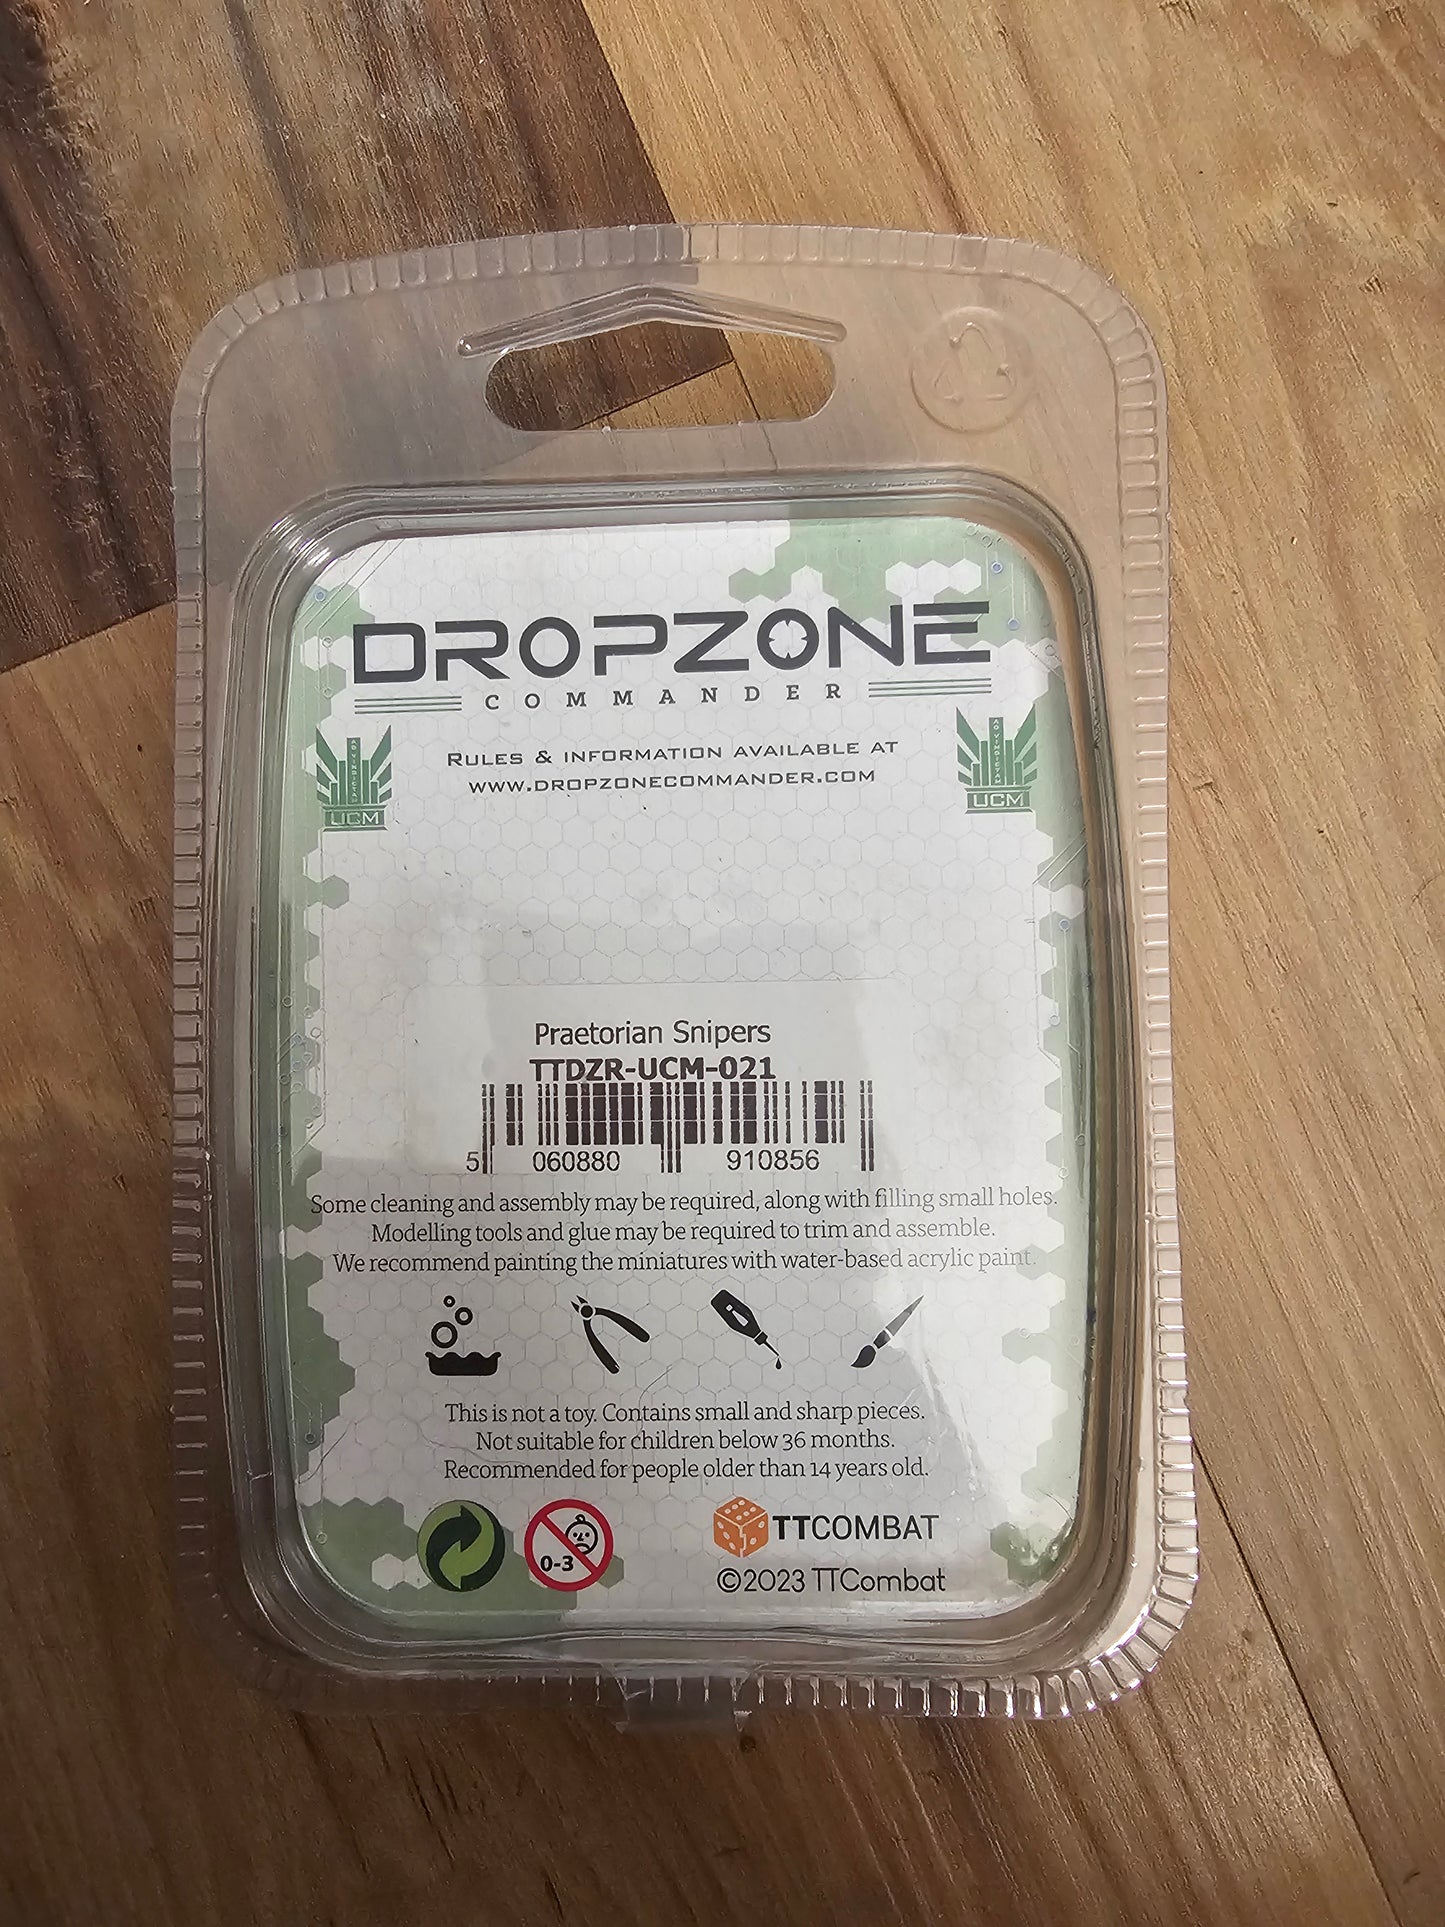 DROPZONE
COMMANDER
AD VINDICTAM
UCM
AD VINDICTAM
UCM
RULES & INFORMATION AVAILABLE AT
WWW.DROPZONECOMMANDER.COM
Praetorian Snipers
TTDZR-UCM-021
5 060880 910856
Some cleaning and assembly may be required, along with filling small holes.
Modelling tools and glue may be required to trim and assemble.
We recommend painting the miniatures with water-based acrylic paint.
This is not a toy. Contains small and sharp pieces.
Not suitable for children below 36 months.
Recommended for people older than 14 years old.
0-3
TTCOMBAT
©2023 TTCombat